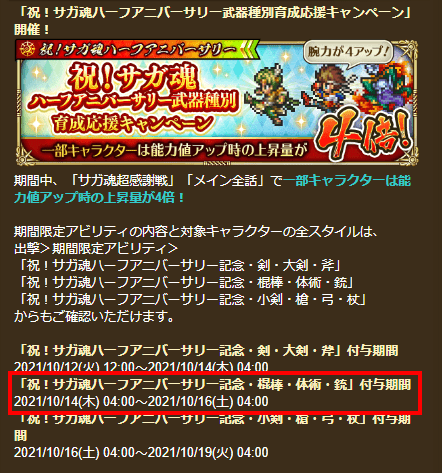 「祝！サガ魂ハーフアニバーサリー武器種別育成応援キャンペーン」
開催！
祝！サガ魂ハーフアニバーサリー
腕力が4アップ！
祝！サガ魂
ハーフアニバーサリー武器種別
育成応援キャンペーン
一部キャラクターは能力値アップ時の上昇量が
4倍！
期間中、「サガ魂超感謝戦」「メイン全話」で一部キャラクターは能
力値アップ時の上昇量が4倍！
期間限定アビリティの内容と対象キャラクターの全スタイルは、
出撃＞期間限定アビリティ＞
「祝！サガ魂ハーフアニバーサリー記念・剣・大剣・斧」
「祝！サガ魂ハーフアニバーサリー記念・棍棒・体術・銃」
「祝！サガ魂ハーフアニバーサリー記念・小剣・槍・弓・杖」
からもご確認いただけます。
「祝！サガ魂ハーフアニバーサリー記念・剣・大剣・斧」付与期間
2021/10/12(火) 12:00～2021/10/14(木) 04:00
「祝！サガ魂ハーフアニバーサリー記念・棍棒・体術・銃」付与期間
2021/10/14(木) 04:00～2021/10/16(土) 04:00
「祝！サガ魂ハーフアニバーサリー記念・小剣・槍・弓・杖」付与期
間
2021/10/16(土) 04:00～2021/10/19(火) 04:00